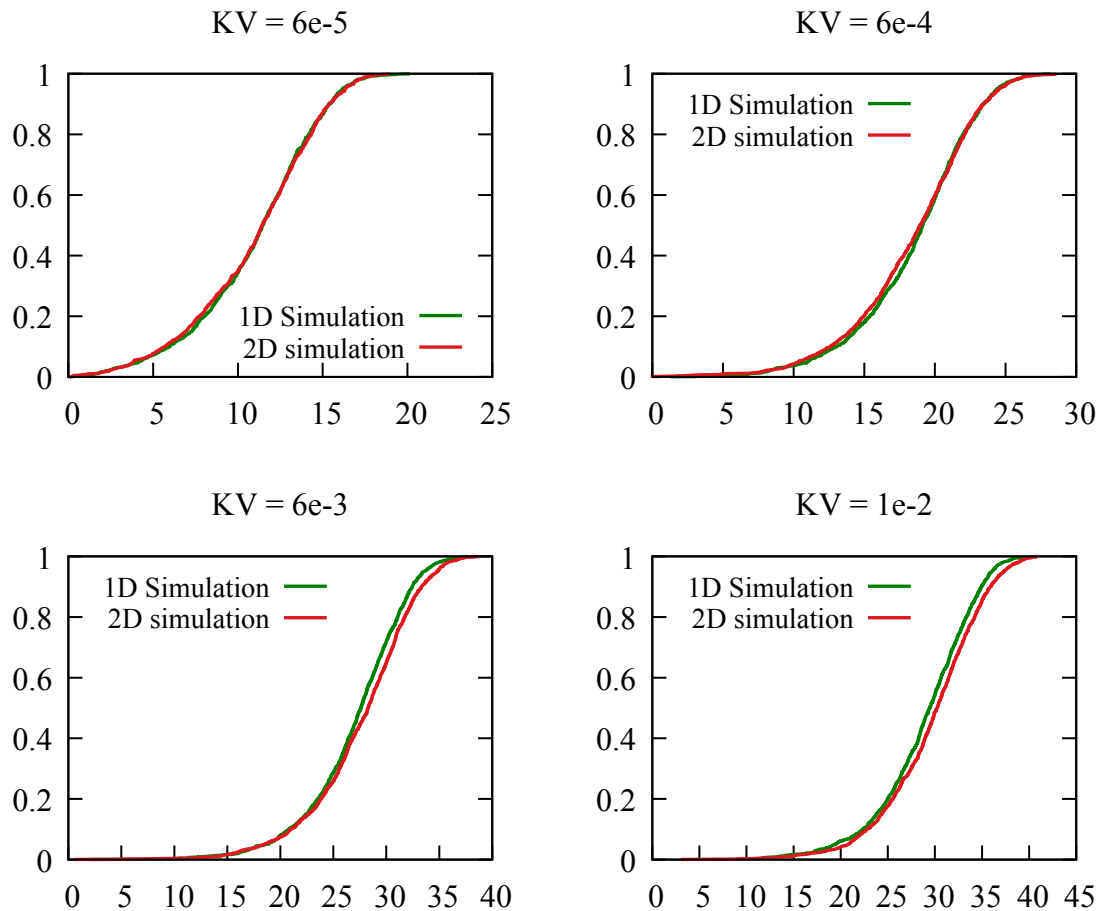 KV = 6e-5
1
0.8
0.6
0.4
0.2
0
1D Simulation
2D simulation
0 5 10 15 20 25
KV = 6e-4
1
0.8
0.6
0.4
0.2
0
1D Simulation
2D simulation
0 5 10 15 20 25 30
KV = 6e-3
1
0.8
0.6
0.4
0.2
0
1D Simulation
2D simulation
0 5 10 15 20 25 30 35 40
KV = 1e-2
1
0.8
0.6
0.4
0.2
0
1D Simulation
2D simulation
0 5 10 15 20 25 30 35 40 45